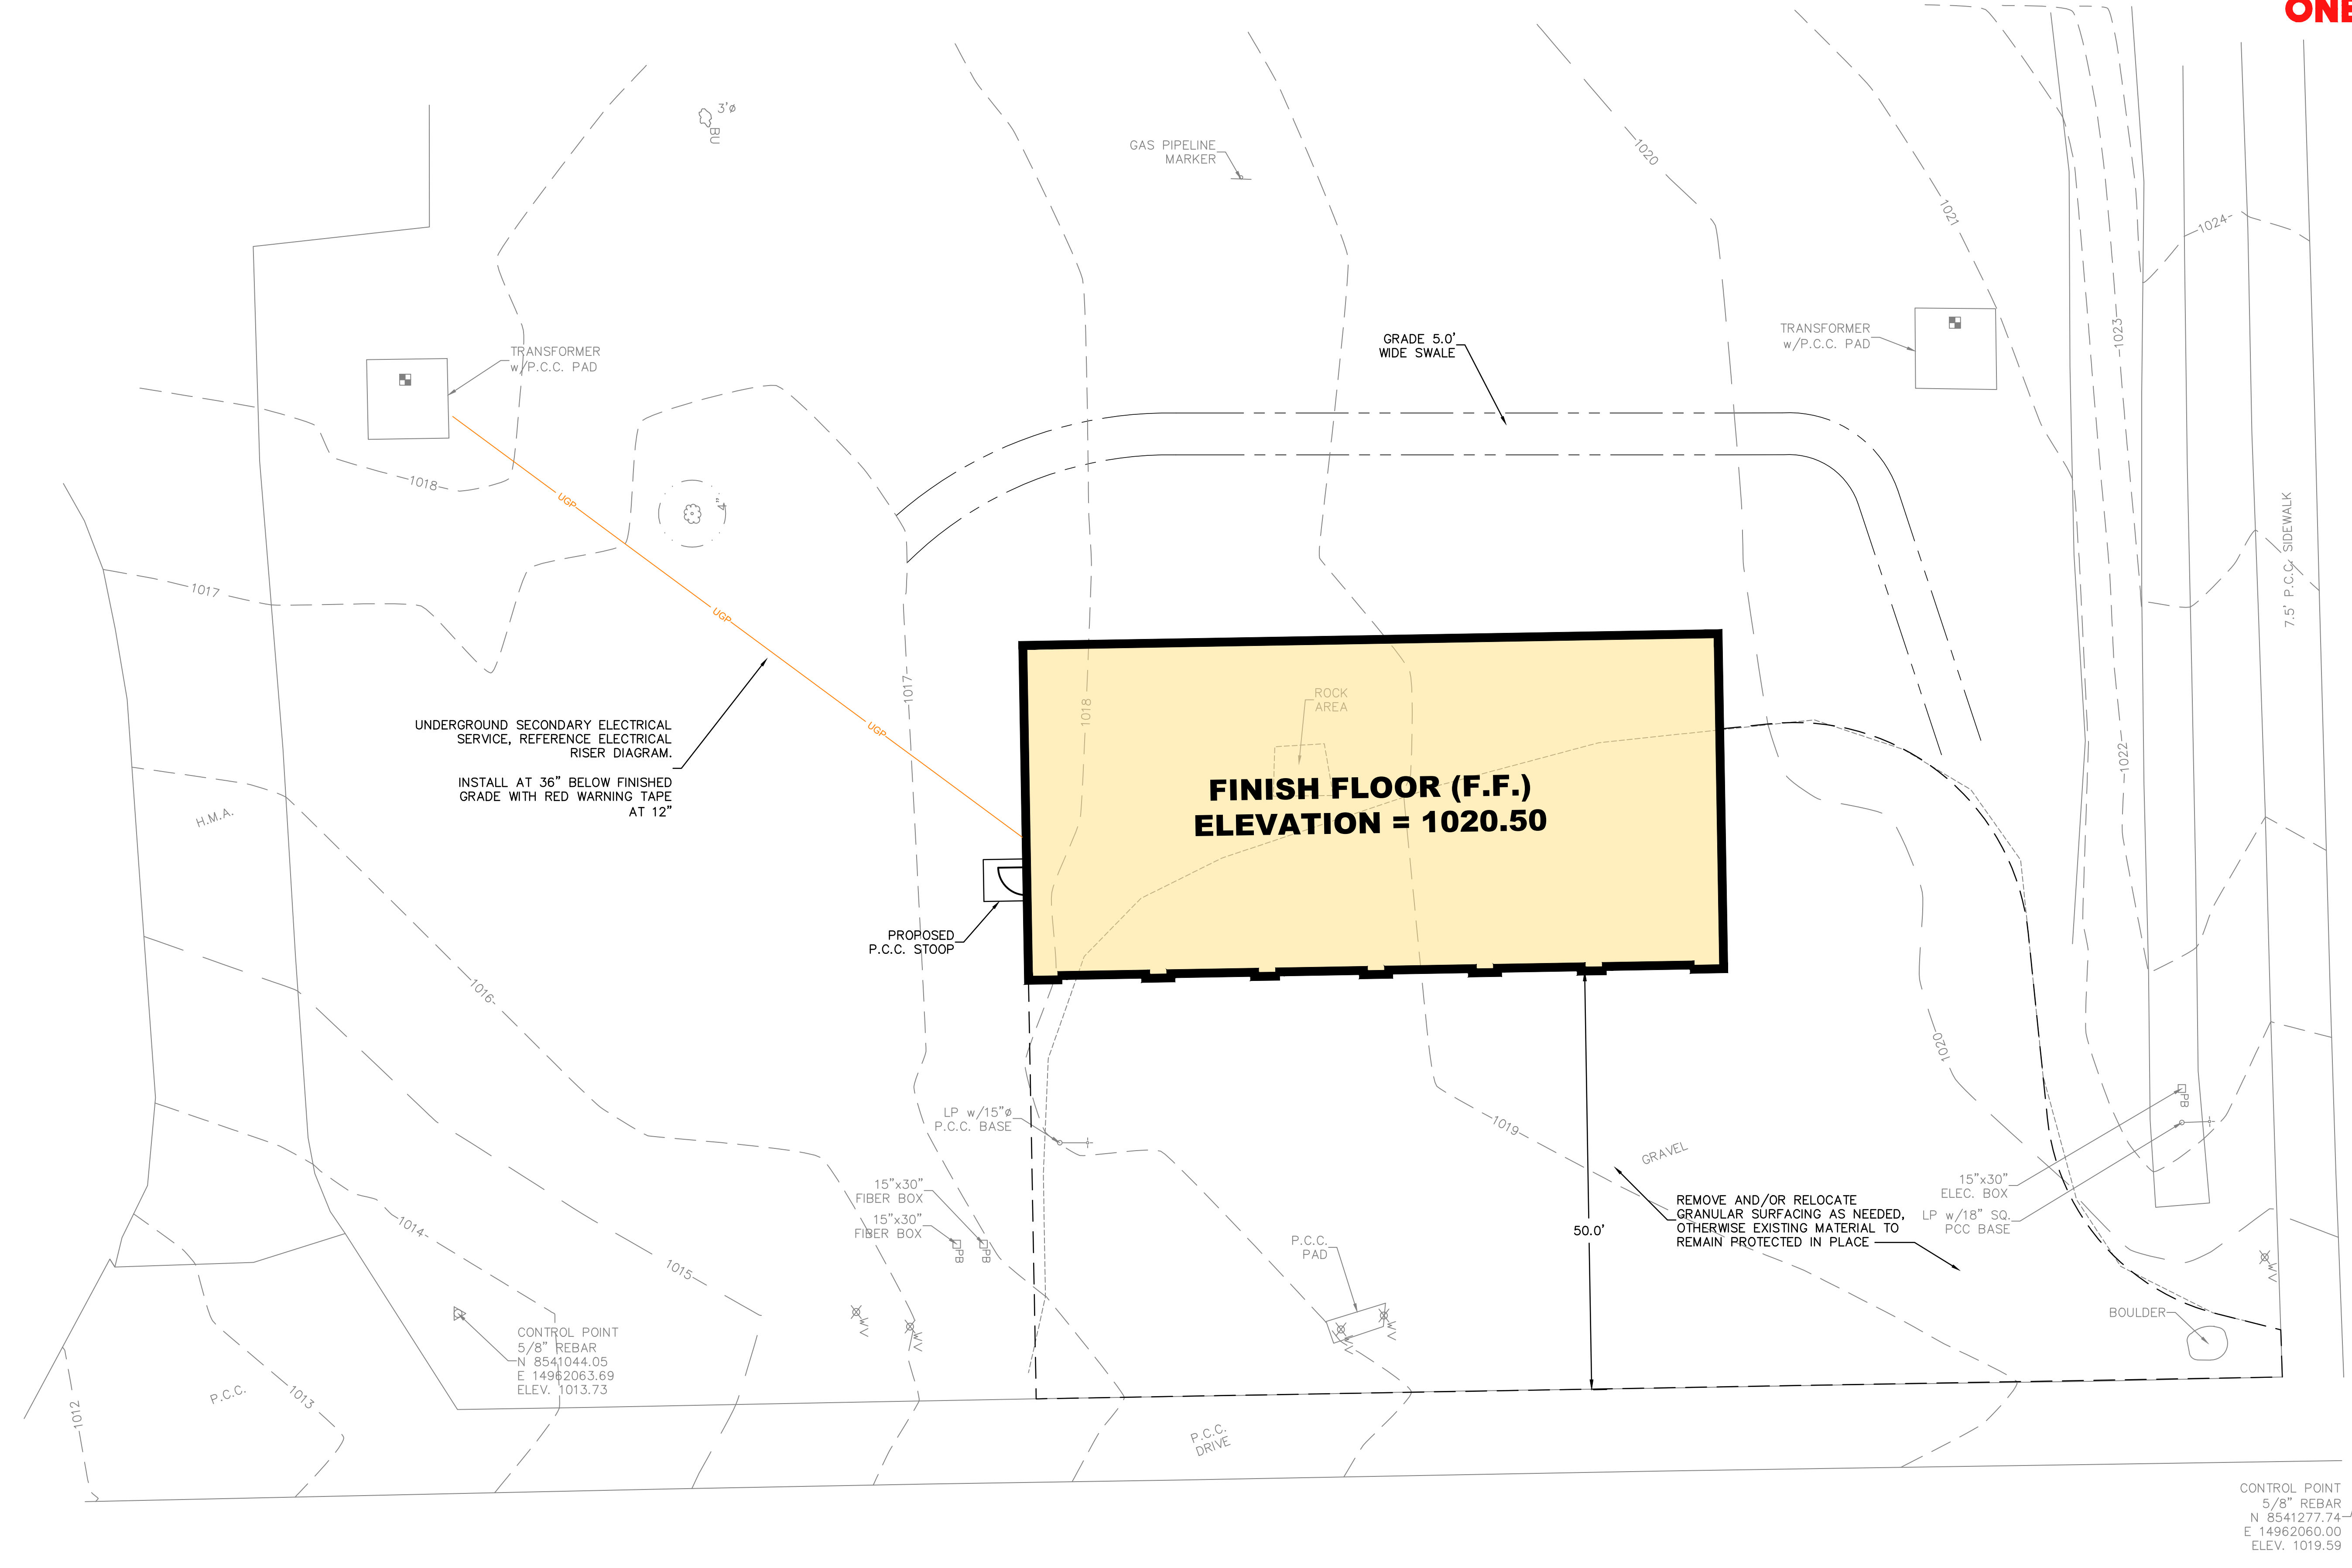 ONE
3'ø
BU
GAS PIPELINE
MARKER
1020
1021
1024
TRANSFORMER
w/P.C.C. PAD
GRADE 5.0'
WIDE SWALE
TRANSFORMER
w/P.C.C. PAD
1023
1018
UGP
4"
7.5' P.C.C. SIDEWALK
1017
UGP
1017
1018
ROCK
AREA
UGP
UNDERGROUND SECONDARY ELECTRICAL
SERVICE, REFERENCE ELECTRICAL
RISER DIAGRAM.
INSTALL AT 36" BELOW FINISHED
GRADE WITH RED WARNING TAPE
AT 12"
1022
H.M.A.
FINISH FLOOR (F.F.)
ELEVATION = 1020.50
PROPOSED
P.C.C. STOOP
1016
1020
LP w/15"ø
P.C.C. BASE
PB
1019
GRAVEL
15"x30"
FIBER BOX
15"x30"
FIBER BOX
PB
PB
15"x30"
ELEC. BOX
LP w/18" SQ.
PCC BASE
REMOVE AND/OR RELOCATE
GRANULAR SURFACING AS NEEDED,
OTHERWISE EXISTING MATERIAL TO
REMAIN PROTECTED IN PLACE
50.0'
1014
P.C.C.
PAD
1015
WV
WV
WV
WV
WV
BOULDER
CONTROL POINT
5/8" REBAR
N 8541044.05
E 14962063.69
ELEV. 1013.73
P.C.C.
1013
1012
P.C.C.
DRIVE
CONTROL POINT
5/8" REBAR
N 8541277.74
E 14962060.00
ELEV. 1019.59